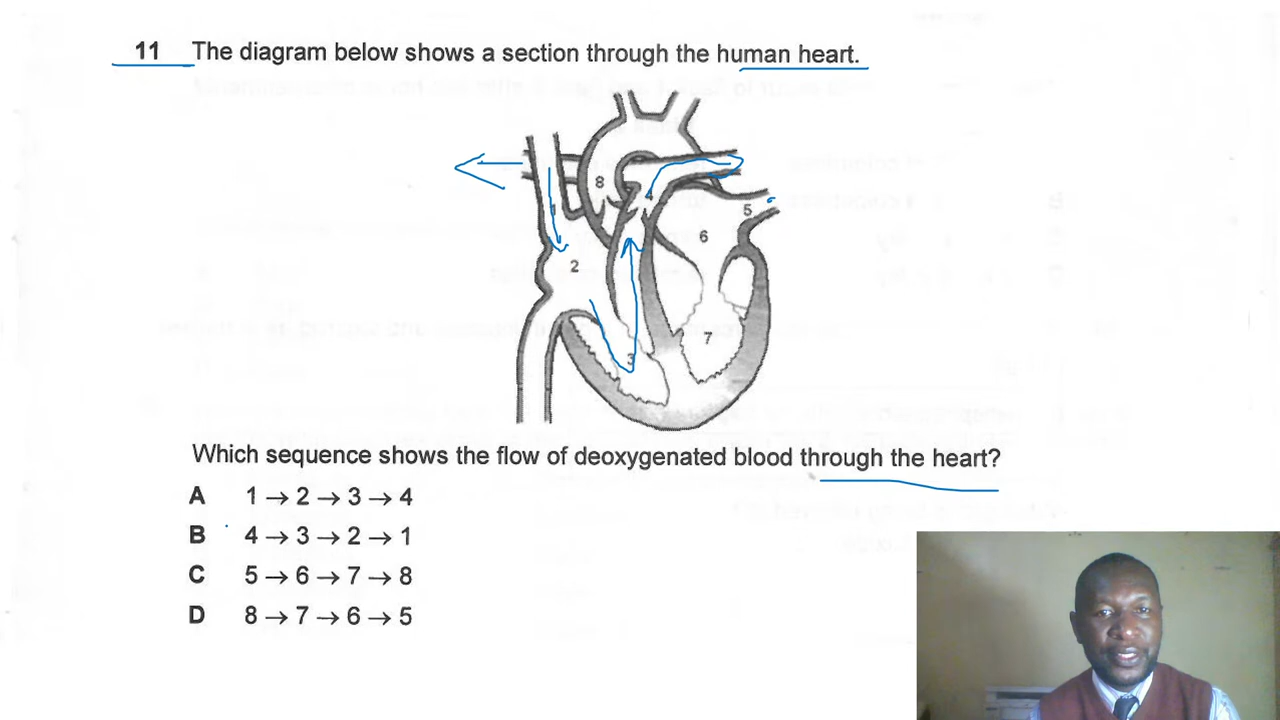 11 The diagram below shows a section through the human heart.
1
2
3
4
5
6
7
8
Which sequence shows the flow of deoxygenated blood through the heart?
A 1 → 2 → 3 → 4
B 4 → 3 → 2 → 1
C 5 → 6 → 7 → 8
D 8 → 7 → 6 → 5